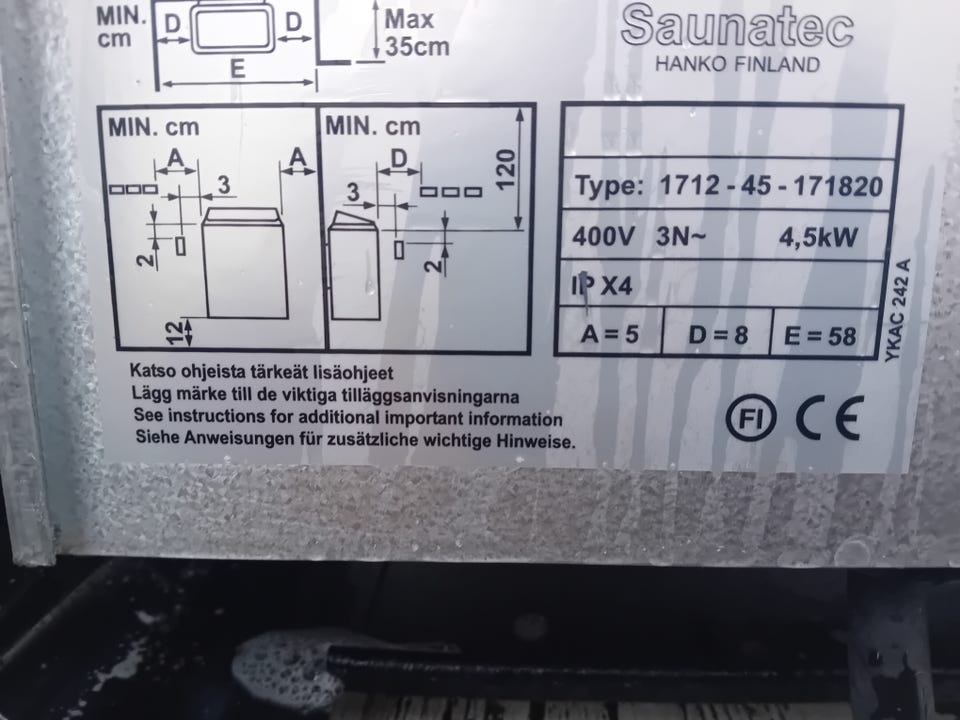 MIN.
cm
D
D
E
Max
35cm
Saunatec
HANKO FINLAND
MIN. cm
A
A
3
2
12
MIN. cm
D
3
120
2
Type: 1712 - 45 - 171820
400V 3N~ 4,5kW
IP X4
A = 5 D = 8 E = 58
YKAC 242 A
Katso ohjeista tärkeät lisäohjeet
Lägg märke till de viktiga tilläggsanvisningarna
See instructions for additional important information
Siehe Anweisungen für zusätzliche wichtige Hinweise.
FI CE